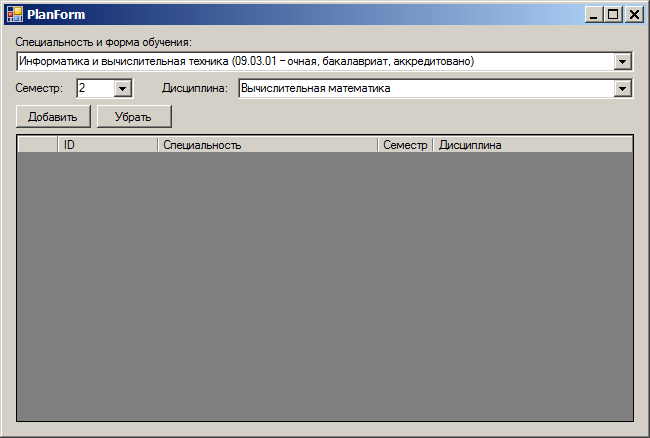 PlanForm
Специальность и форма обучения:
Информатика и вычислительная техника (09.03.01 – очная, бакалавриат, аккредитовано)
Семестр: 2 Дисциплина: Вычислительная математика
Добавить Убрать
ID Специальность Семестр Дисциплина